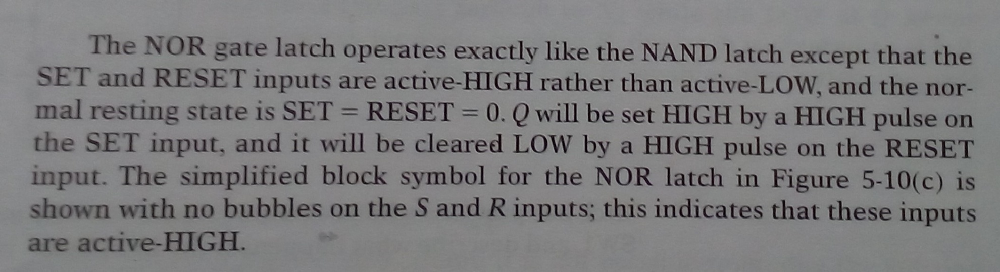 The NOR gate latch operates exactly like the NAND latch except that the
SET and RESET inputs are active-HIGH rather than active-LOW, and the nor-
mal resting state is SET = RESET = 0. Q will be set HIGH by a HIGH pulse on
the SET input, and it will be cleared LOW by a HIGH pulse on the RESET
input. The simplified block symbol for the NOR latch in Figure 5-10(c) is
shown with no bubbles on the S and R inputs; this indicates that these inputs
are active-HIGH.